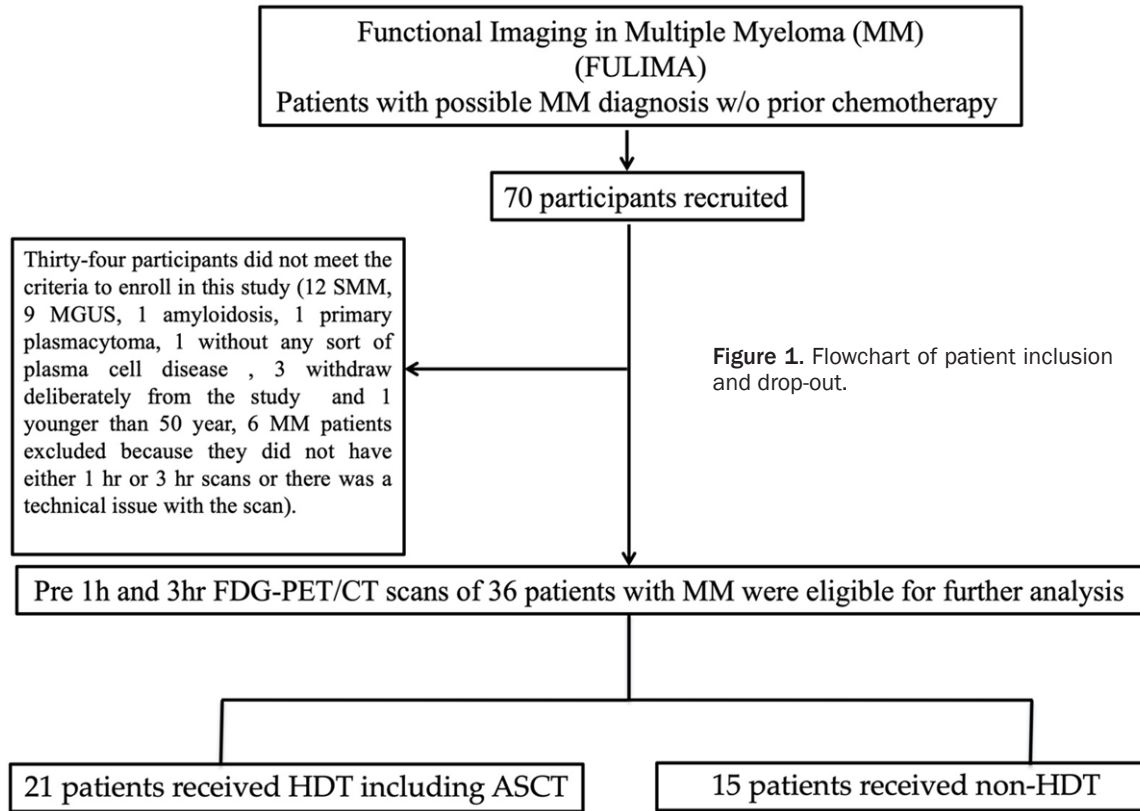 Functional Imaging in Multiple Myeloma (MM)
(FULIMA)
Patients with possible MM diagnosis w/o prior chemotherapy
70 participants recruited
Thirty-four participants did not meet the
criteria to enroll in this study (12 SMM,
9 MGUS, 1 amyloidosis, 1 primary
plasmacytoma, 1 without any sort of
plasma cell disease , 3 withdraw
deliberately from the study and 1
younger than 50 year, 6 MM patients
excluded because they did not have
either 1 hr or 3 hr scans or there was a
technical issue with the scan).
Figure 1. Flowchart of patient inclusion
and drop-out.
Pre 1h and 3hr FDG-PET/CT scans of 36 patients with MM were eligible for further analysis
21 patients received HDT including ASCT
15 patients received non-HDT